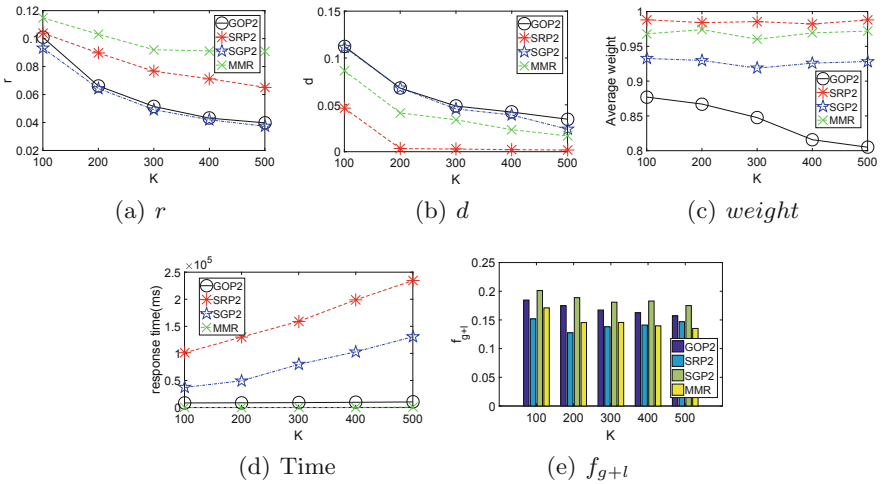 0.12
0.1
0.08
0.06
0.04
0.02
r
100 200 300 400 500
K
GOP2
SRP2
SGP2
MMR
(a) r
0.15
0.1
0.05
0
d
100 200 300 400 500
K
GOP2
SRP2
SGP2
MMR
(b) d
1
0.95
0.9
0.85
0.8
Average weight
100 200 300 400 500
K
GOP2
SRP2
SGP2
MMR
(c) weight
2.5 ×10^5
2
1.5
1
0.5
0
response time(ms)
100 200 300 400 500
K
GOP2
SRP2
SGP2
MMR
(d) Time
0.25
0.2
0.15
0.1
0.05
0
f_{g+l}
100 200 300 400 500
K
GOP2
SRP2
SGP2
MMR
(e) f_{g+l}